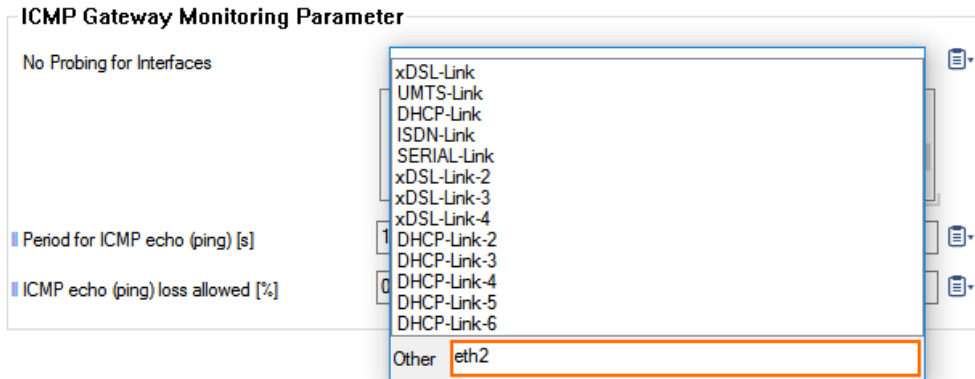 ICMP Gateway Monitoring Parameter
No Probing for Interfaces
xDSL-Link
UMTS-Link
DHCP-Link
ISDN-Link
SERIAL-Link
xDSL-Link-2
xDSL-Link-3
xDSL-Link-4
DHCP-Link-2
DHCP-Link-3
DHCP-Link-4
DHCP-Link-5
DHCP-Link-6
Period for ICMP echo (ping) [s]
ICMP echo (ping) loss allowed [%]
Other eth2